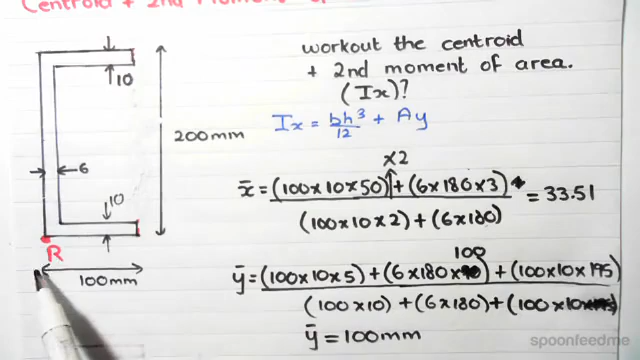 Centroid + 2nd Moment of
workout the centroid
+ 2nd moment of area.
(Ix)?
Ix = bh³/12 + Ay
10
200mm
6
10
R
100mm
x2
x̄ = (100x10x50) + (6x180x3) = 33.51
(100x10x2) + (6x180)
100
ȳ = (100x10x5) + (6x180x) + (100x10x195)
(100x10) + (6x180) + (100x10
ȳ = 100mm
spoonfeedme